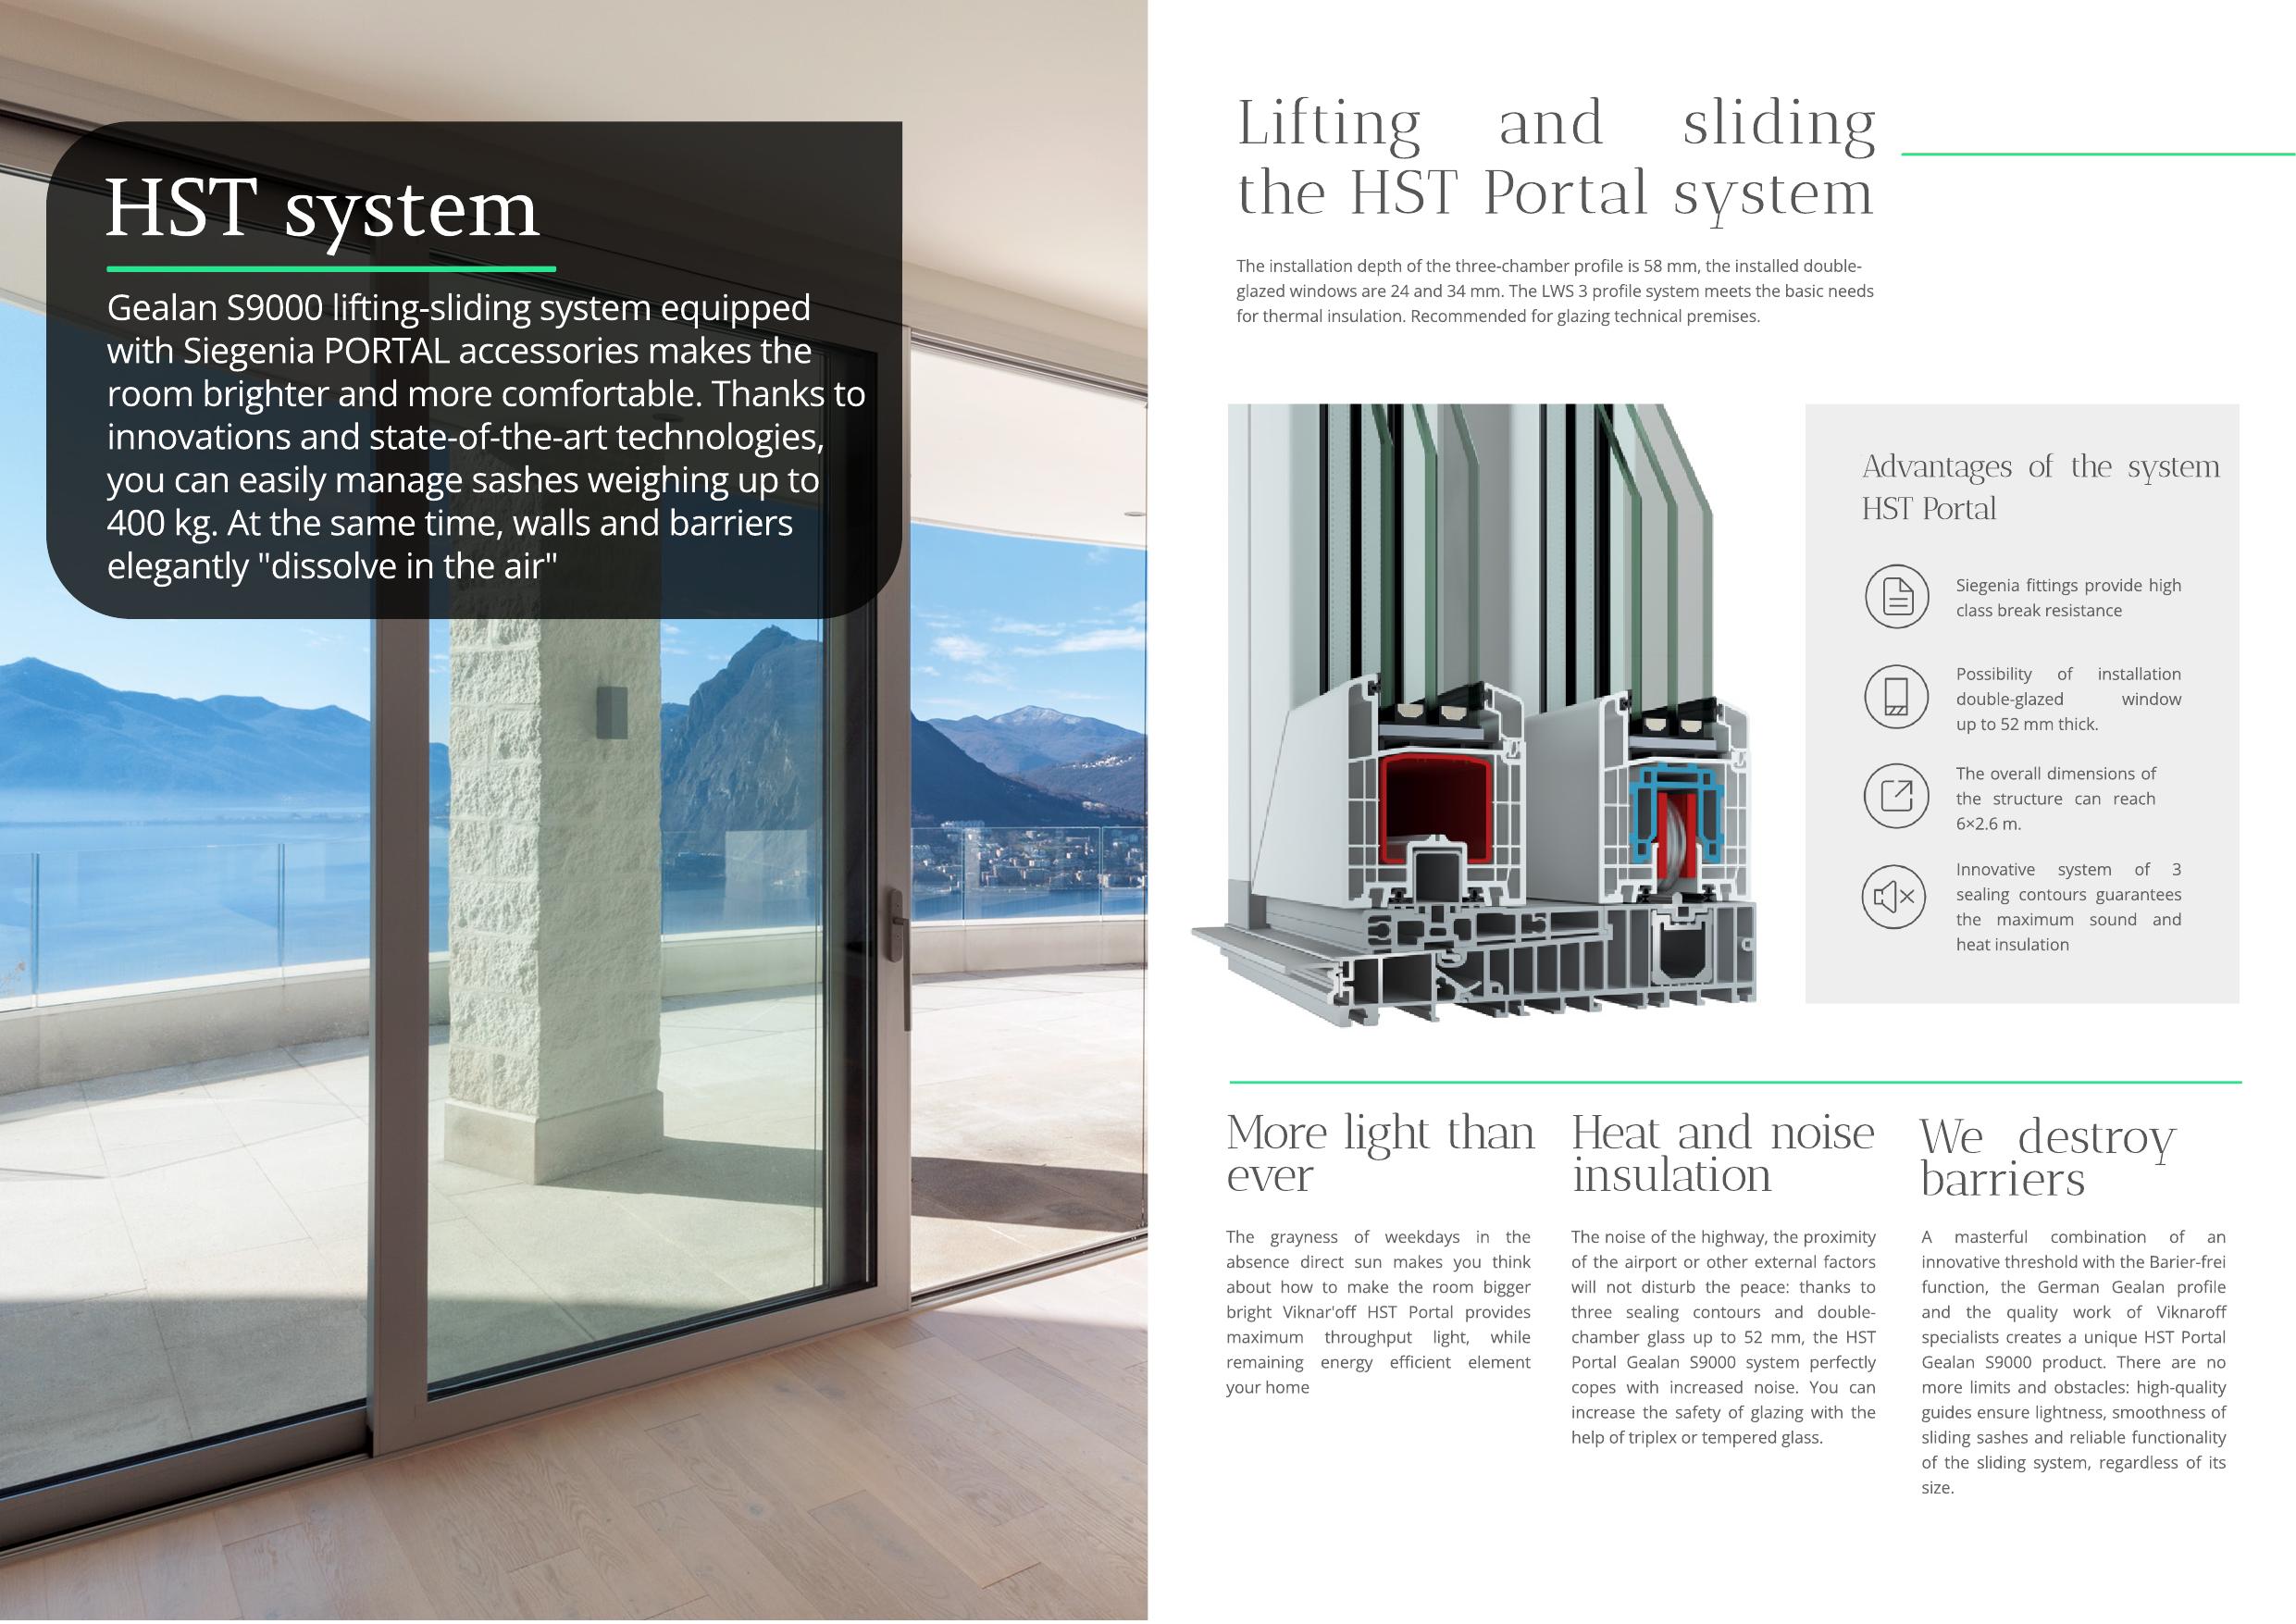 HST system
Gealan S9000 lifting-sliding system equipped
with Siegenia PORTAL accessories makes the
room brighter and more comfortable. Thanks to
innovations and state-of-the-art technologies,
you can easily manage sashes weighing up to
400 kg. At the same time, walls and barriers
elegantly "dissolve in the air"
Lifting and sliding
the HST Portal system
The installation depth of the three-chamber profile is 58 mm, the installed double-
glazed windows are 24 and 34 mm. The LWS 3 profile system meets the basic needs
for thermal insulation. Recommended for glazing technical premises.
Advantages of the system
HST Portal
Siegenia fittings provide high
class break resistance
Possibility of installation
double-glazed window
up to 52 mm thick.
The overall dimensions of
the structure can reach
6×2.6 m.
Innovative system of 3
sealing contours guarantees
the maximum sound and
heat insulation
More light than
ever
The grayness of weekdays in the
absence direct sun makes you think
about how to make the room bigger
bright Viknar'off HST Portal provides
maximum throughput light, while
remaining energy efficient element
your home
Heat and noise
insulation
The noise of the highway, the proximity
of the airport or other external factors
will not disturb the peace: thanks to
three sealing contours and double-
chamber glass up to 52 mm, the HST
Portal Gealan S9000 system perfectly
copes with increased noise. You can
increase the safety of glazing with the
help of triplex or tempered glass.
We destroy
barriers
A masterful combination of an
innovative threshold with the Barier-frei
function, the German Gealan profile
and the quality work of Viknaroff
specialists creates a unique HST Portal
Gealan S9000 product. There are no
more limits and obstacles: high-quality
guides ensure lightness, smoothness of
sliding sashes and reliable functionality
of the sliding system, regardless of its
size.